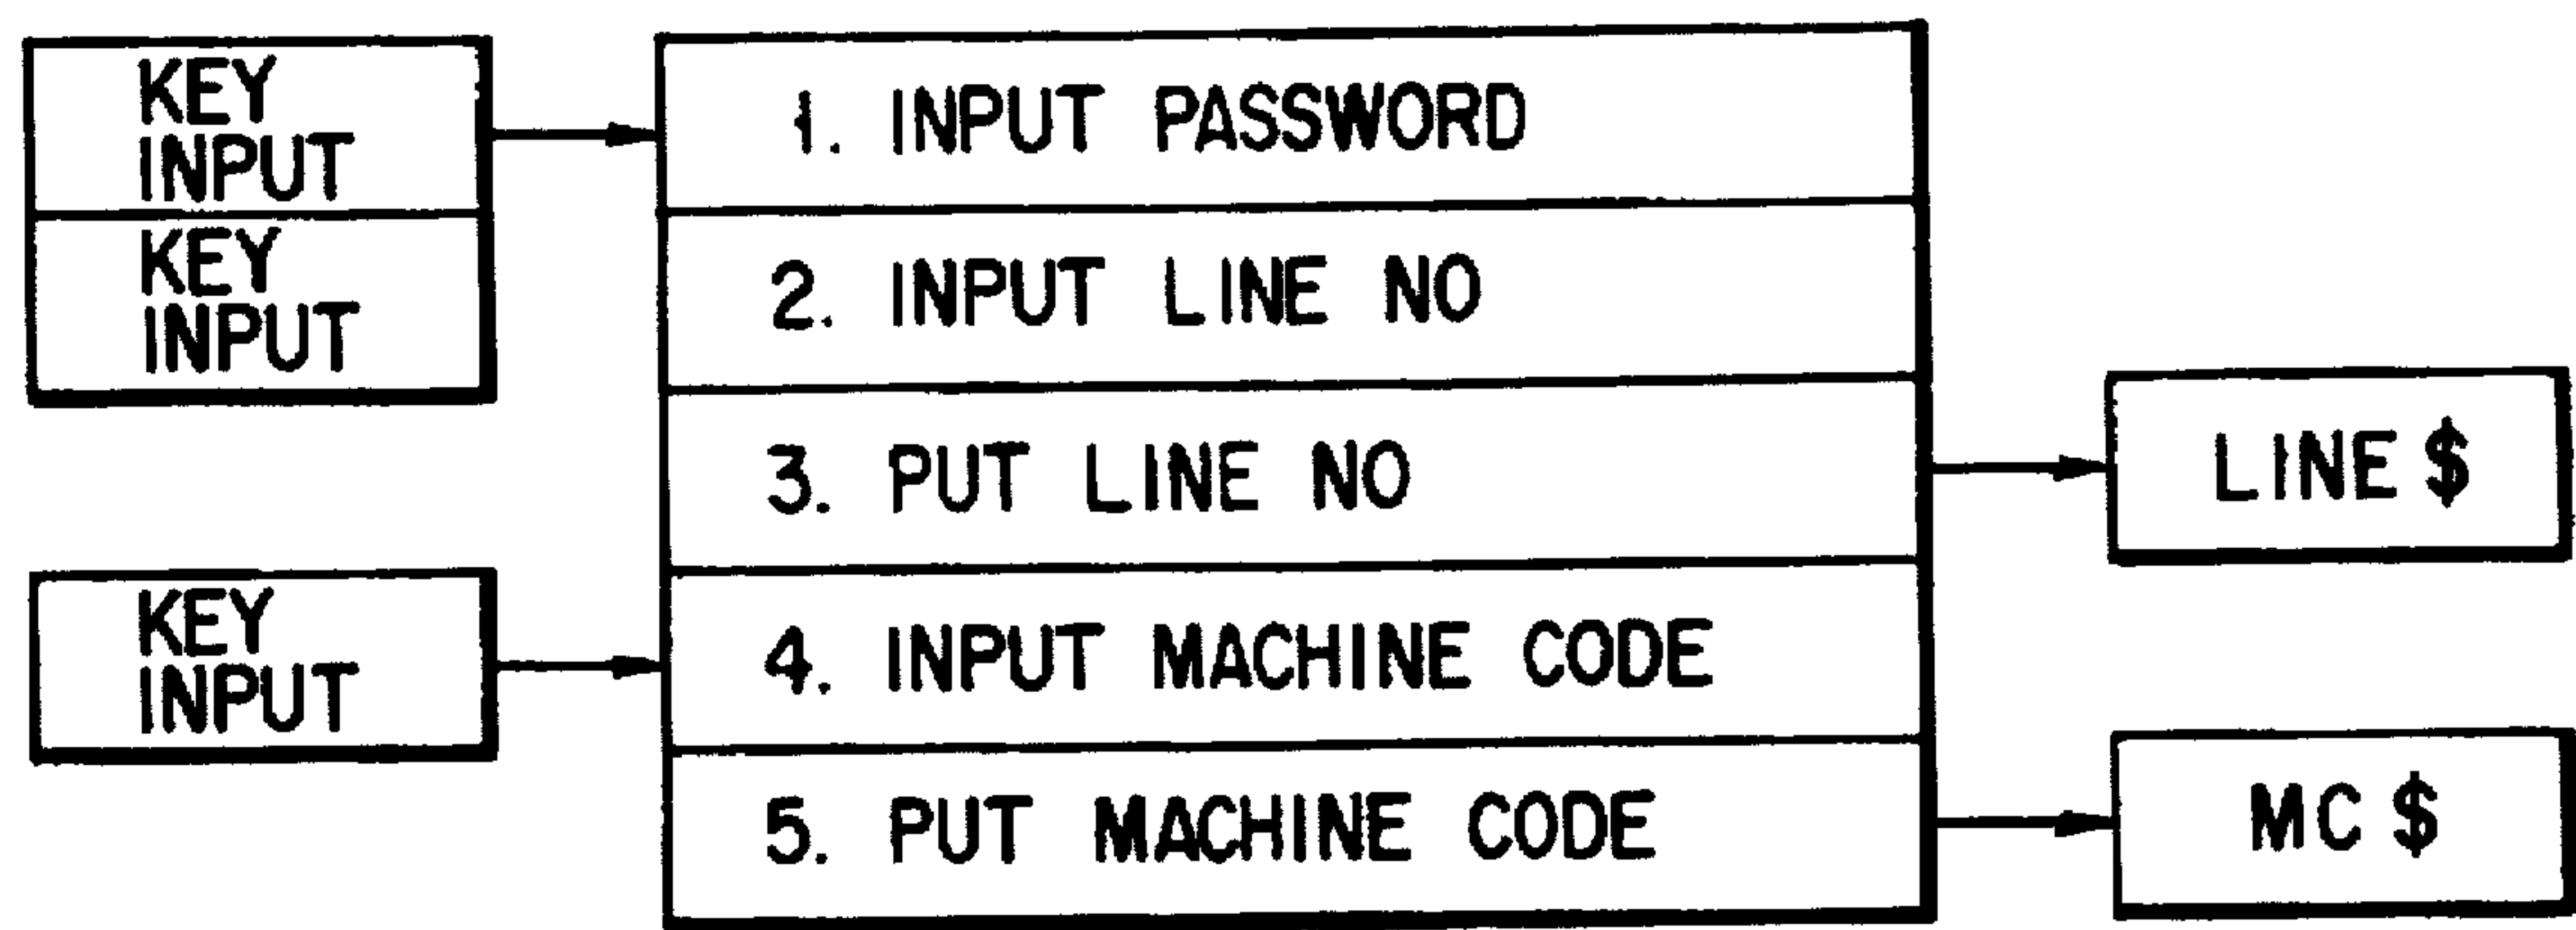 KEY
INPUT
KEY
INPUT
KEY
INPUT
1. INPUT PASSWORD
2. INPUT LINE NO
3. PUT LINE NO
4. INPUT MACHINE CODE
5. PUT MACHINE CODE
LINE $
MC $